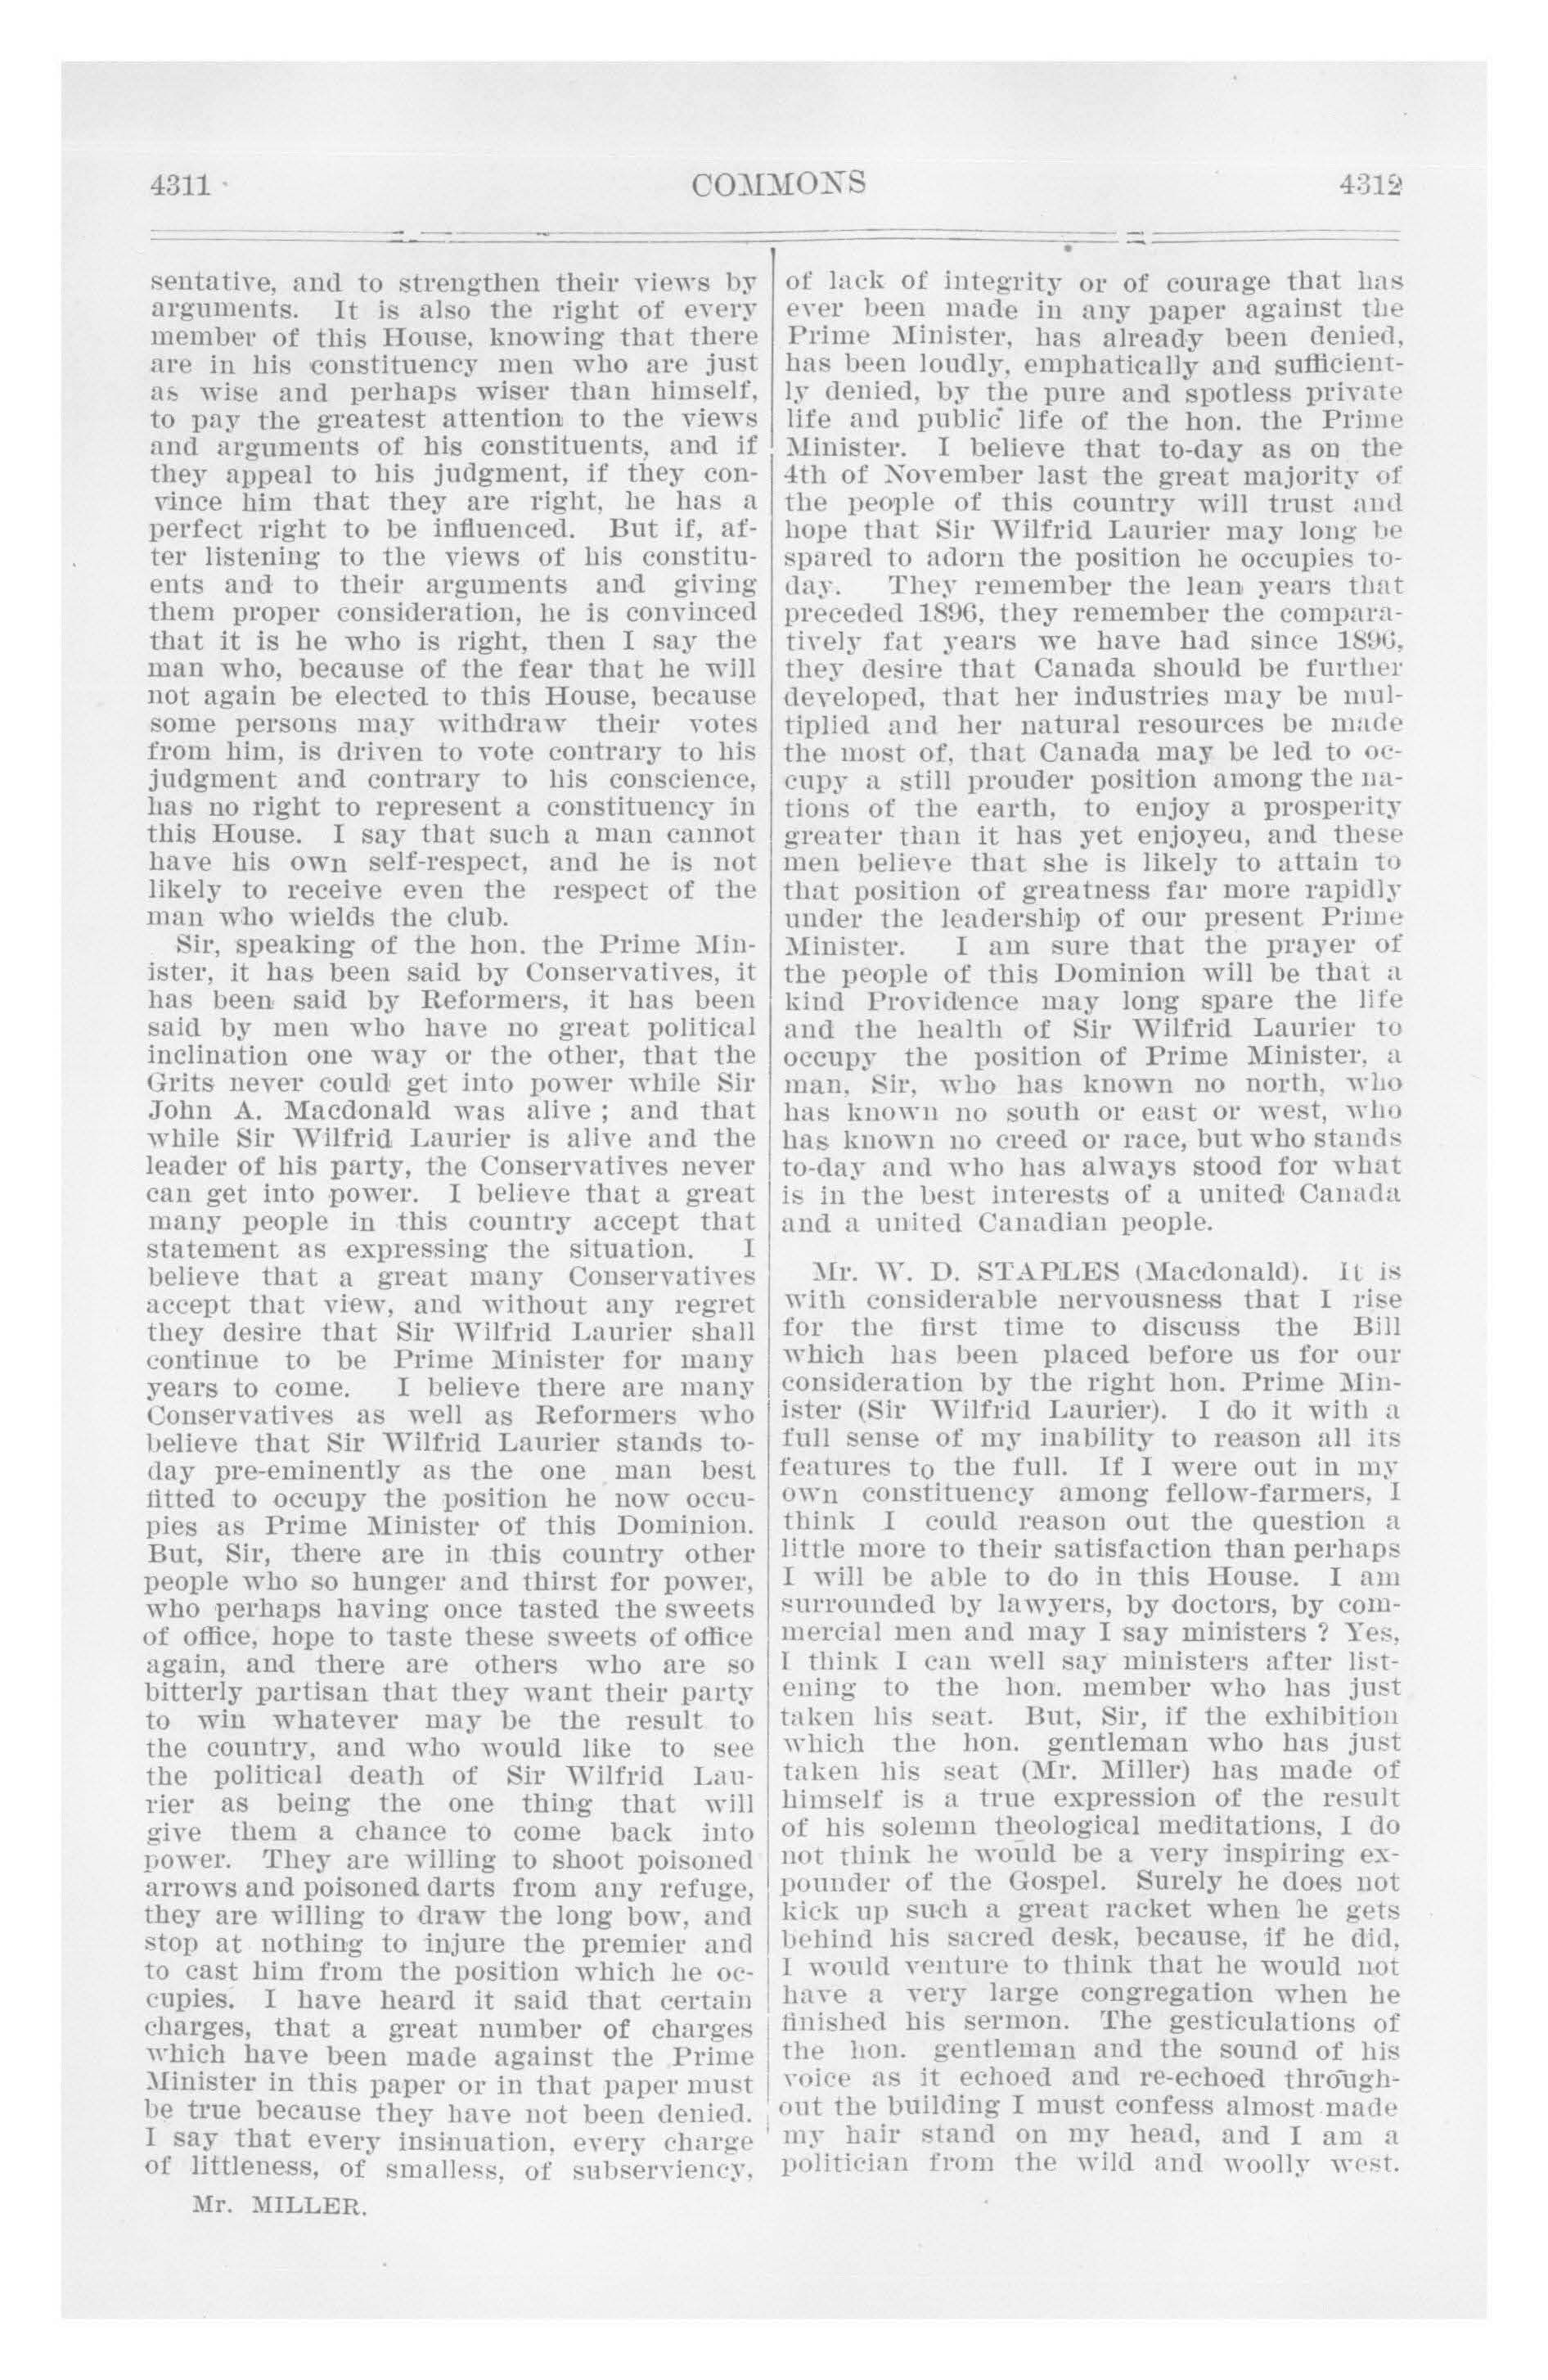 4311 COMMONS 4312
sentative, and to strengthen their views by
arguments. It is also the right of every
member of this House, knowing that there
are in his constituency men who are just
as wise and perhaps wiser than himself,
to pay the greatest attention to the views
and arguments of his constituents, and if
they appeal to his judgment, if they con-
vince him that they are right, he has a
perfect right to be influenced. But if, af-
ter listening to the views of his constitu-
ents and to their arguments and giving
them proper consideration, he is convinced
that it is he who is right, then I say the
man who, because of the fear that he will
not again be elected to this House, because
some persons may withdraw their votes
from him, is driven to vote contrary to his
judgment and contrary to his conscience,
has no right to represent a constituency in
this House. I say that such a man cannot
have his own self-respect, and he is not
likely to receive even the respect of the
man who wields the club.
Sir, speaking of the hon. the Prime Min-
ister, it has been said by Conservatives, it
has been said by Reformers, it has been
said by men who have no great political
inclination one way or the other, that the
Grits never could get into power while Sir
John A. Macdonald was alive ; and that
while Sir Wilfrid Laurier is alive and the
leader of his party, the Conservatives never
can get into power. I believe that a great
many people in this country accept that
statement as expressing the situation. I
believe that a great many Conservatives
accept that view, and without any regret
they desire that Sir Wilfrid Laurier shall
continue to be Prime Minister for many
years to come. I believe there are many
Conservatives as well as Reformers who
believe that Sir Wilfrid Laurier stands to-
day pre-eminently as the one man best
fitted to occupy the position he now occu-
pies as Prime Minister of this Dominion.
But, Sir, there are in this country other
people who so hunger and thirst for power,
who perhaps having once tasted the sweets
of office, hope to taste these sweets of office
again, and there are others who are so
bitterly partisan that they want their party
to win whatever may be the result to
the country, and who would like to see
the political death of Sir Wilfrid Lau-
rier as being the one thing that will
give them a chance to come back into
power. They are willing to shoot poisoned
arrows and poisoned darts from any refuge,
they are willing to draw the long bow, and
stop at nothing to injure the premier and
to cast him from the position which he oc-
cupies. I have heard it said that certain
charges, that a great number of charges
which have been made against the Prime
Minister in this paper or in that paper must
be true because they have not been denied.
I say that every insinuation, every charge
of littleness, of smalless, of subserviency,
Mr. MILLER.
of lack of integrity or of courage that has
ever been made in any paper against the
Prime Minister, has already been denied,
has been loudly, emphatically and sufficient-
ly denied, by the pure and spotless private
life and public life of the hon. the Prime
Minister. I believe that to-day as on the
4th of November last the great majority of
the people of this country will trust and
hope that Sir Wilfrid Laurier may long be
spared to adorn the position he occupies to-
day. They remember the lean years that
preceded 1896, they remember the compara-
tively fat years we have had since 1896,
they desire that Canada should be further
developed, that her industries may be mul-
tiplied and her natural resources be made
the most of, that Canada may be led to oc-
cupy a still prouder position among the na-
tions of the earth, to enjoy a prosperity
greater than it has yet enjoyed, and these
men believe that she is likely to attain to
that position of greatness far more rapidly
under the leadership of our present Prime
Minister. I am sure that the prayer of
the people of this Dominion will be that a
kind Providence may long spare the life
and the health of Sir Wilfrid Laurier to
occupy the position of Prime Minister, a
man, Sir, who has known no north, who
has known no south or east or west, who
has known no creed or race, but who stands
to-day and who has always stood for what
is in the best interests of a united Canada
and a united Canadian people.
Mr. W. D. STAPLES (Macdonald). It is
with considerable nervousness that I rise
for the first time to discuss the Bill
which has been placed before us for our
consideration by the right hon. Prime Min-
ister (Sir Wilfrid Laurier). I do it with a
full sense of my inability to reason all its
features to the full. If I were out in my
own constituency among fellow-farmers, I
think I could reason out the question a
little more to their satisfaction than perhaps
I will be able to do in this House. I am
surrounded by lawyers, by doctors, by com-
mercial men and may I say ministers ? Yes,
I think I can well say ministers after list-
ening to the hon. member who has just
taken his seat. But, Sir, if the exhibition
which the hon. gentleman who has just
taken his seat (Mr. Miller) has made of
himself is a true expression of the result
of his solemn theological meditations, I do
not think he would be a very inspiring ex-
pounder of the Gospel. Surely he does not
kick up such a great racket when he gets
behind his sacred desk, because, if he did,
I would venture to think that he would not
have a very large congregation when he
finished his sermon. The gesticulations of
the hon. gentleman and the sound of his
voice as it echoed and re-echoed through-
out the building I must confess almost made
my hair stand on my head, and I am a
politician from the wild and woolly west.